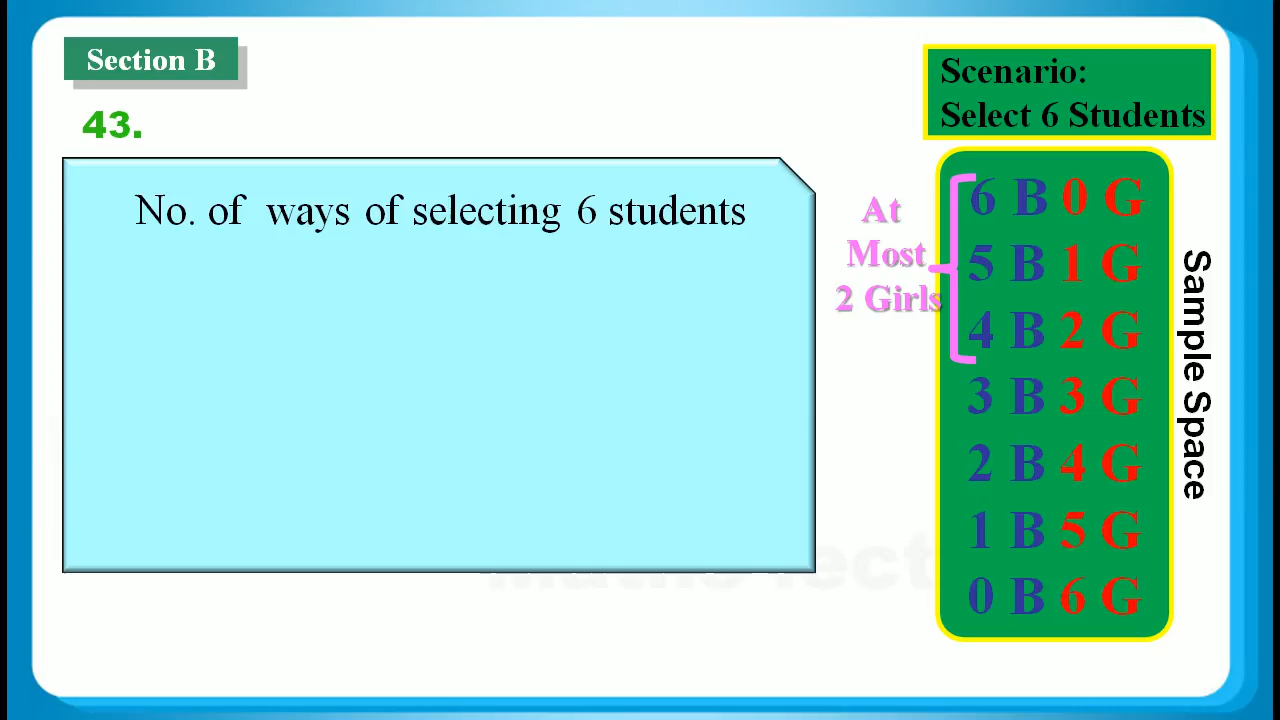 Section B
43.
No. of ways of selecting 6 students
Scenario:
Select 6 Students
At
Most
2 Girls
6 B 0 G
5 B 1 G
4 B 2 G
3 B 3 G
2 B 4 G
1 B 5 G
0 B 6 G
Sample Space